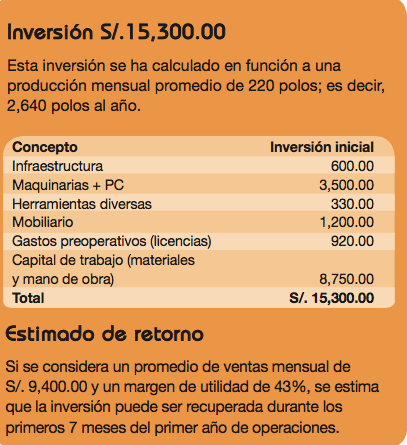 Inversión S/.15,300.00
Esta inversión se ha calculado en función a una
producción mensual promedio de 220 polos; es decir,
2,640 polos al año.
Concepto Inversión inicial
Infraestructura 600.00
Maquinarias + PC 3,500.00
Herramientas diversas 330.00
Mobiliario 1,200.00
Gastos preoperativos (licencias) 920.00
Capital de trabajo (materiales
y mano de obra) 8,750.00
Total S/. 15,300.00
Estimado de retorno
Si se considera un promedio de ventas mensual de
S/. 9,400.00 y un margen de utilidad de 43%, se estima
que la inversión puede ser recuperada durante los
primeros 7 meses del primer año de operaciones.